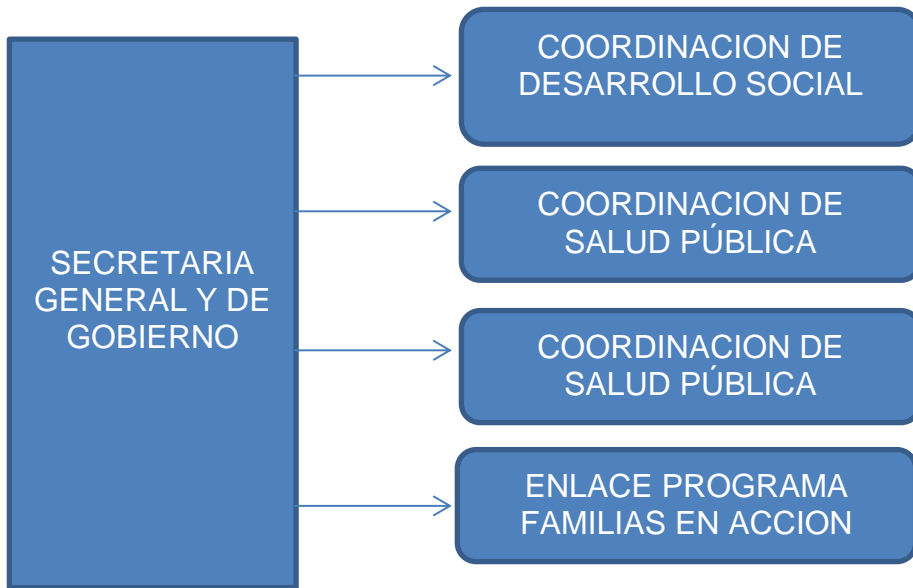 SECRETARIA
GENERAL Y DE
GOBIERNO
COORDINACION DE
DESARROLLO SOCIAL
COORDINACION DE
SALUD PÚBLICA
COORDINACION DE
SALUD PÚBLICA
ENLACE PROGRAMA
FAMILIAS EN ACCION